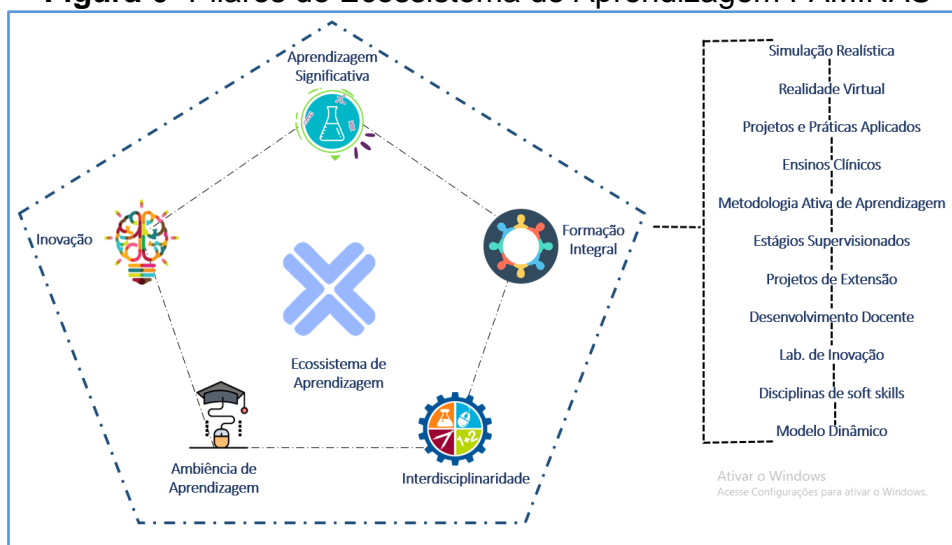 Aprendizagem
Significativa
Inovação
Formação
Integral
Ecossistema de
Aprendizagem
Ambiência de
Aprendizagem
Interdisciplinaridade
Simulação Realística
Realidade Virtual
Projetos e Práticas Aplicados
Ensinos Clínicos
Metodologia Ativa de Aprendizagem
Estágios Supervisionados
Projetos de Extensão
Desenvolvimento Docente
Lab. de Inovação
Disciplinas de soft skills
Modelo Dinâmico
Ativar o Windows
Acesse Configurações para ativar o Windows.